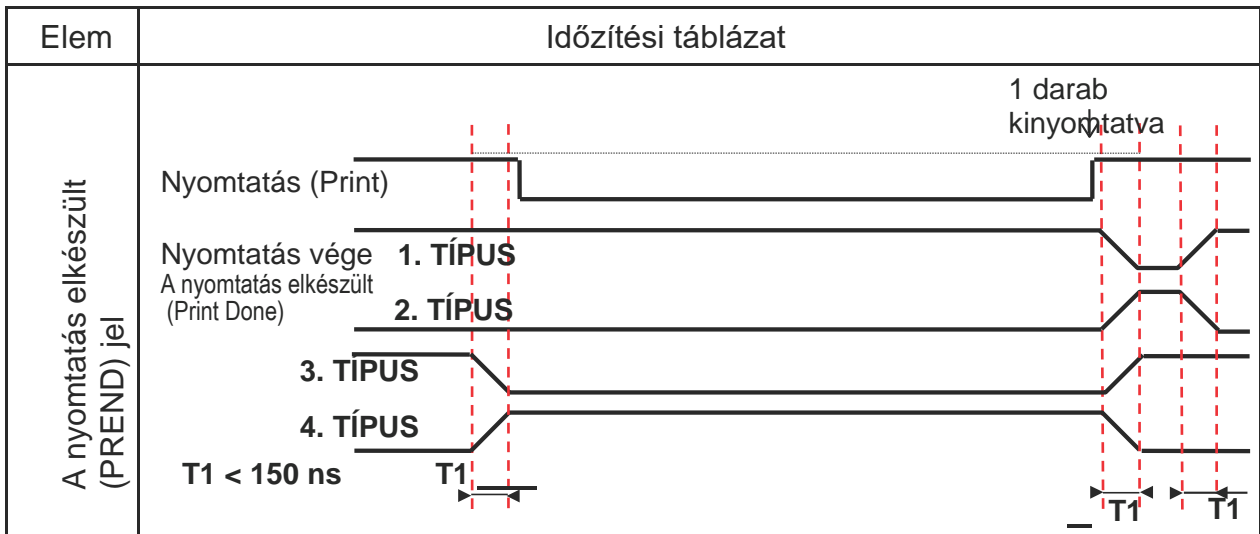 Elem
Időzítési táblázat
A nyomtatás elkészült
(PREND) jel
1 darab
kinyomtatva
Nyomtatás (Print)
Nyomtatás vége
1. TÍPUS
A nyomtatás elkészült
(Print Done)
2. TÍPUS
3. TÍPUS
4. TÍPUS
T1 < 150 ns
T1
T1
T1